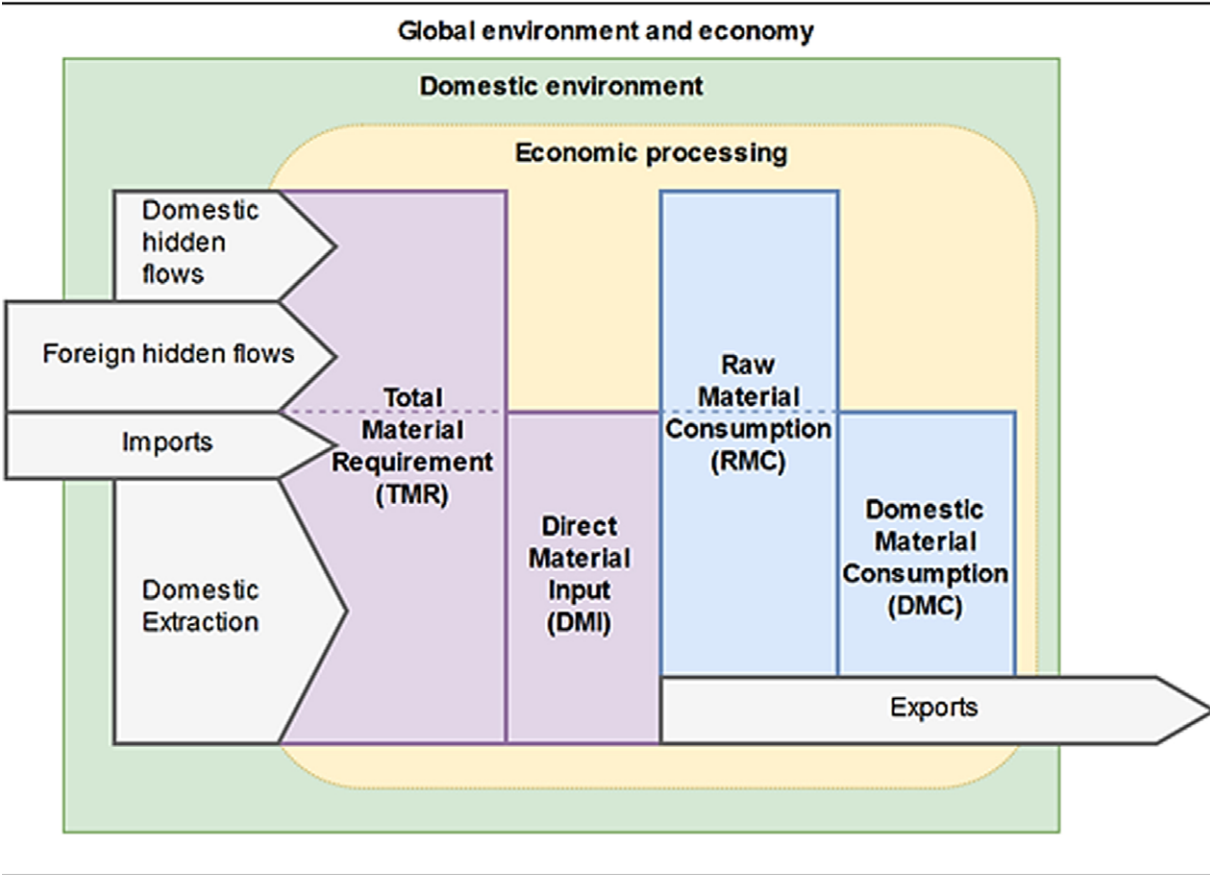 Global environment and economy
Domestic environment
Economic processing
Domestic
hidden
flows
Foreign hidden flows
Imports
Domestic
Extraction
Total
Material
Requirement
(TMR)
Direct
Material
Input
(DMI)
Raw
Material
Consumption
(RMC)
Domestic
Material
Consumption
(DMC)
Exports